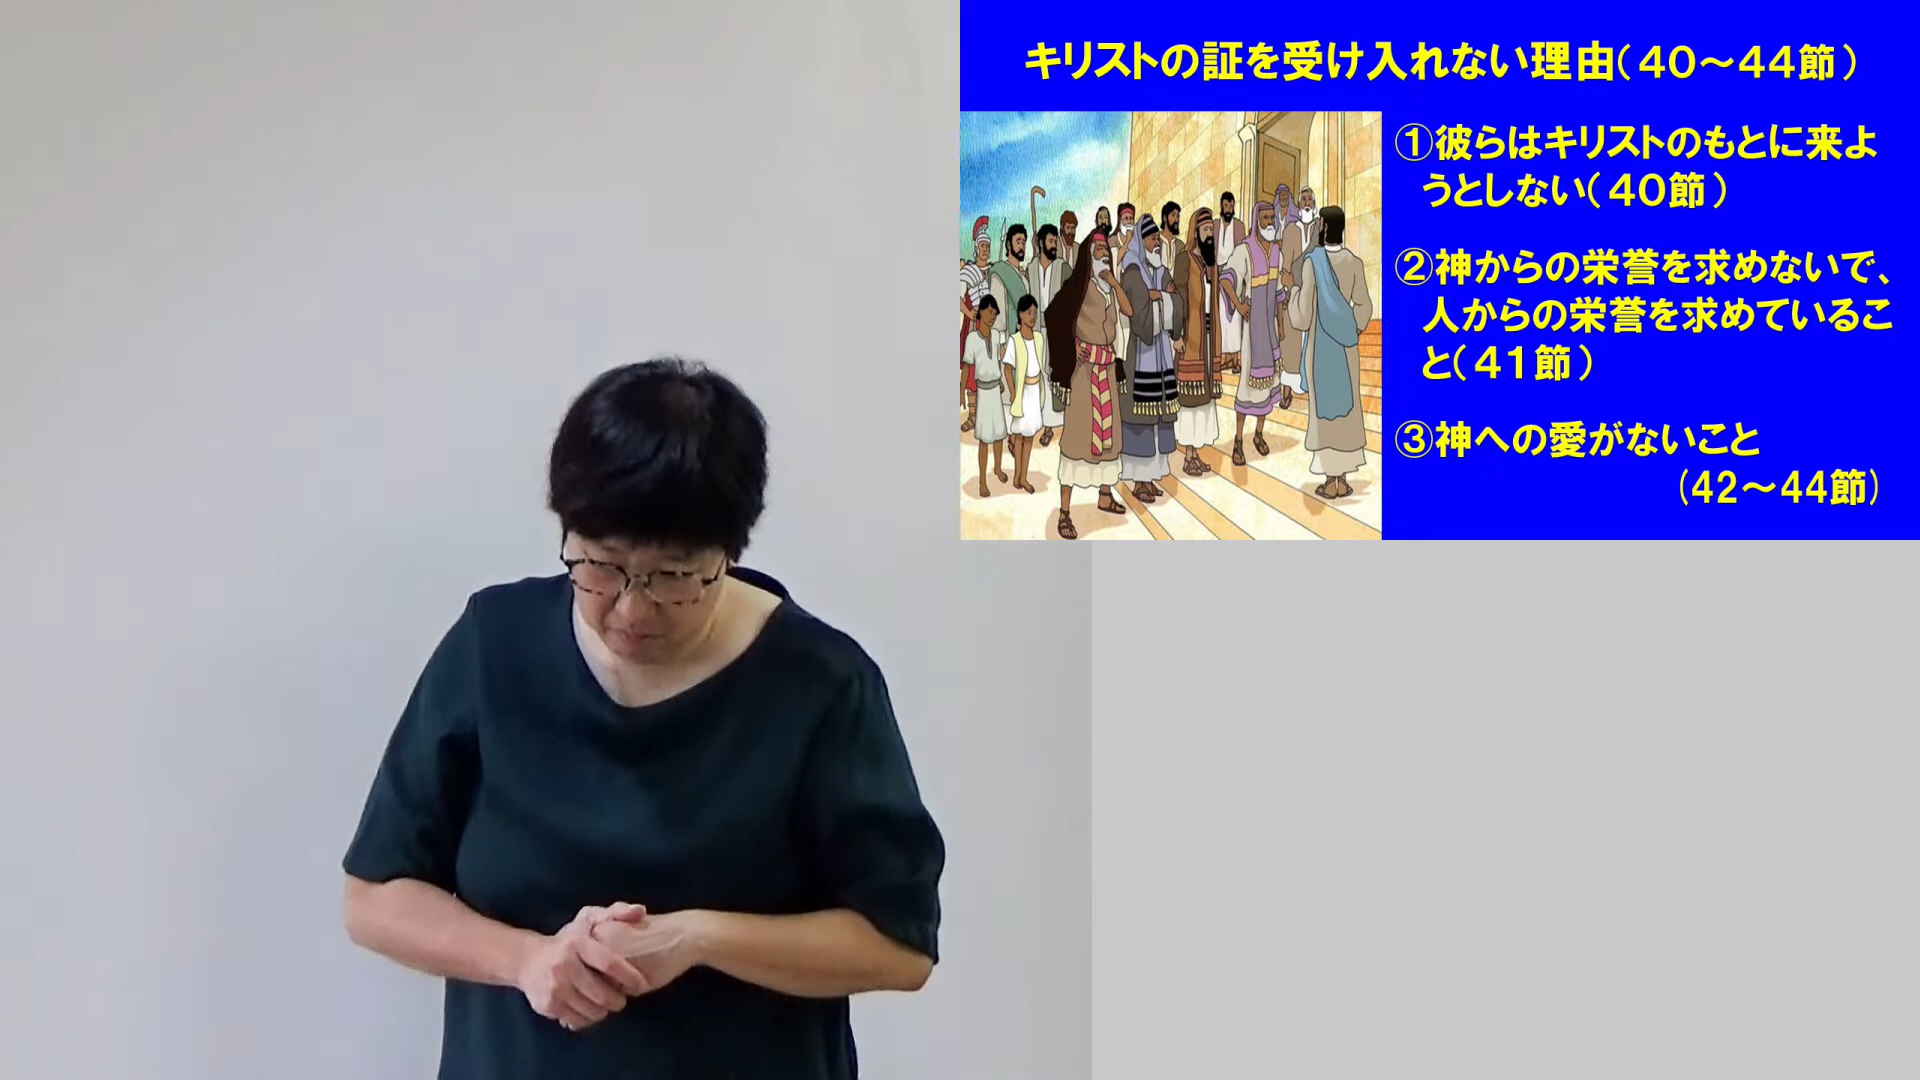 キリストの証を受け入れない理由（４０～４４節）
①彼らはキリストのもとに来よ
うとしない（４０節）
②神からの栄誉を求めないで、
人からの栄誉を求めているこ
と（４１節）
③神への愛がないこと
(42～44節)